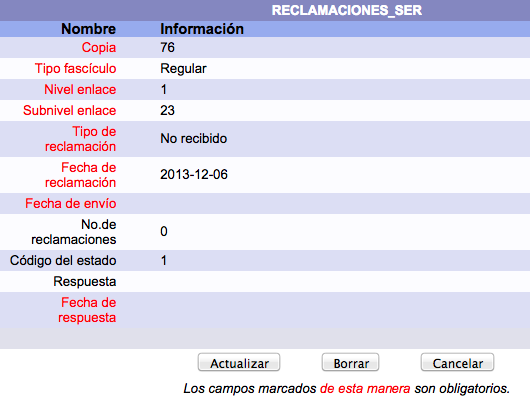 RECLAMACIONES_SER
Nombre Información
Copia 76
Tipo fascículo Regular
Nivel enlace 1
Subnivel enlace 23
Tipo de
reclamación No recibido
Fecha de
reclamación 2013-12-06
Fecha de envío
No.de
reclamaciones 0
Código del estado 1
Respuesta
Fecha de
respuesta
Actualizar Borrar Cancelar
Los campos marcados de esta manera son obligatorios.